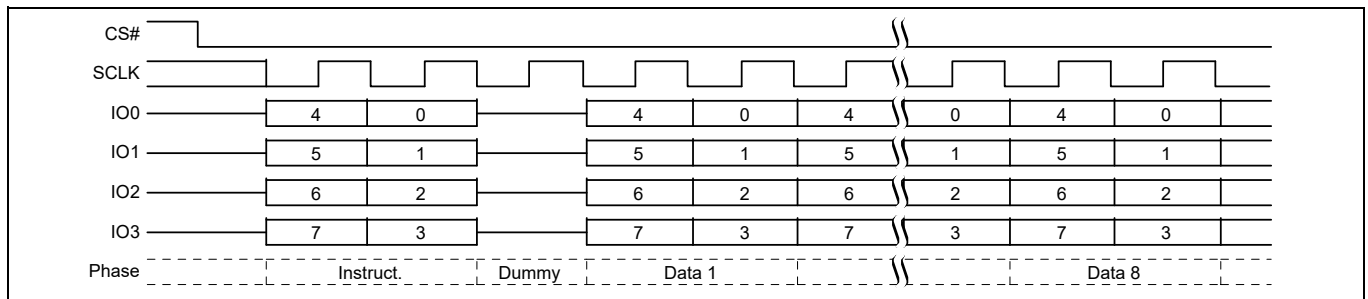 CS#
SCLK
IO0 4 0 4 0 4 0 4 0
IO1 5 1 5 1 5 1 5 1
IO2 6 2 6 2 6 2 6 2
IO3 7 3 7 3 7 3 7 3
Phase Instruct. Dummy Data 1 Data 8